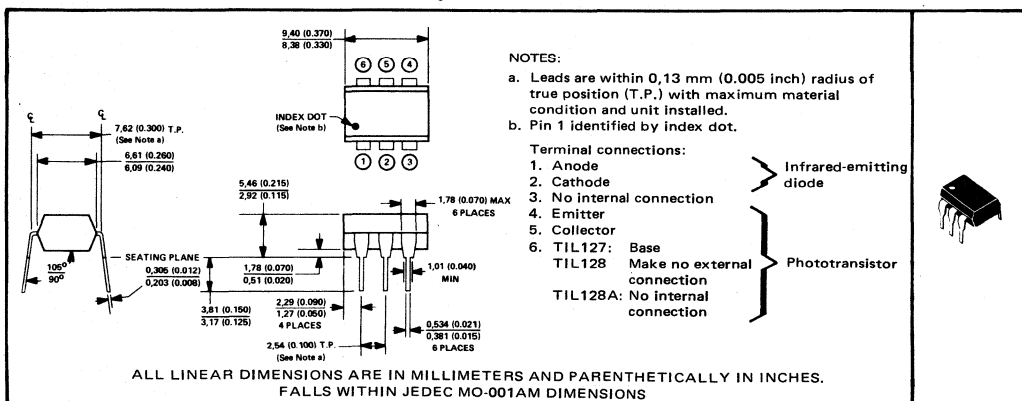 9,40 (0.370)
8,38 (0.330)
⑥ ⑤ ④
INDEX DOT
(See Note b)
① ② ③
℄ ℄
7,62 (0.300) T.P.
(See Note a)
6,61 (0.260)
6,09 (0.240)
105°
90°
SEATING PLANE
0,305 (0.012)
0,203 (0.008)
5,46 (0.215)
2,92 (0.115)
1,78 (0.070) MAX
6 PLACES
1,78 (0.070)
0,51 (0.020)
1,01 (0.040)
MIN
3,81 (0.150)
3,17 (0.125)
2,29 (0.090)
1,27 (0.050)
4 PLACES
0,534 (0.021)
0,381 (0.015)
6 PLACES
2,54 (0.100) T.P.
(See Note a)
NOTES:
a. Leads are within 0,13 mm (0.005 inch) radius of
true position (T.P.) with maximum material
condition and unit installed.
b. Pin 1 identified by index dot.
Terminal connections:
1. Anode
2. Cathode
Infrared-emitting
diode
3. No internal connection
4. Emitter
5. Collector
6. TIL127: Base
TIL128 Make no external
connection
TIL128A: No internal
connection
Phototransistor
ALL LINEAR DIMENSIONS ARE IN MILLIMETERS AND PARENTHETICALLY IN INCHES.
FALLS WITHIN JEDEC MO-001AM DIMENSIONS